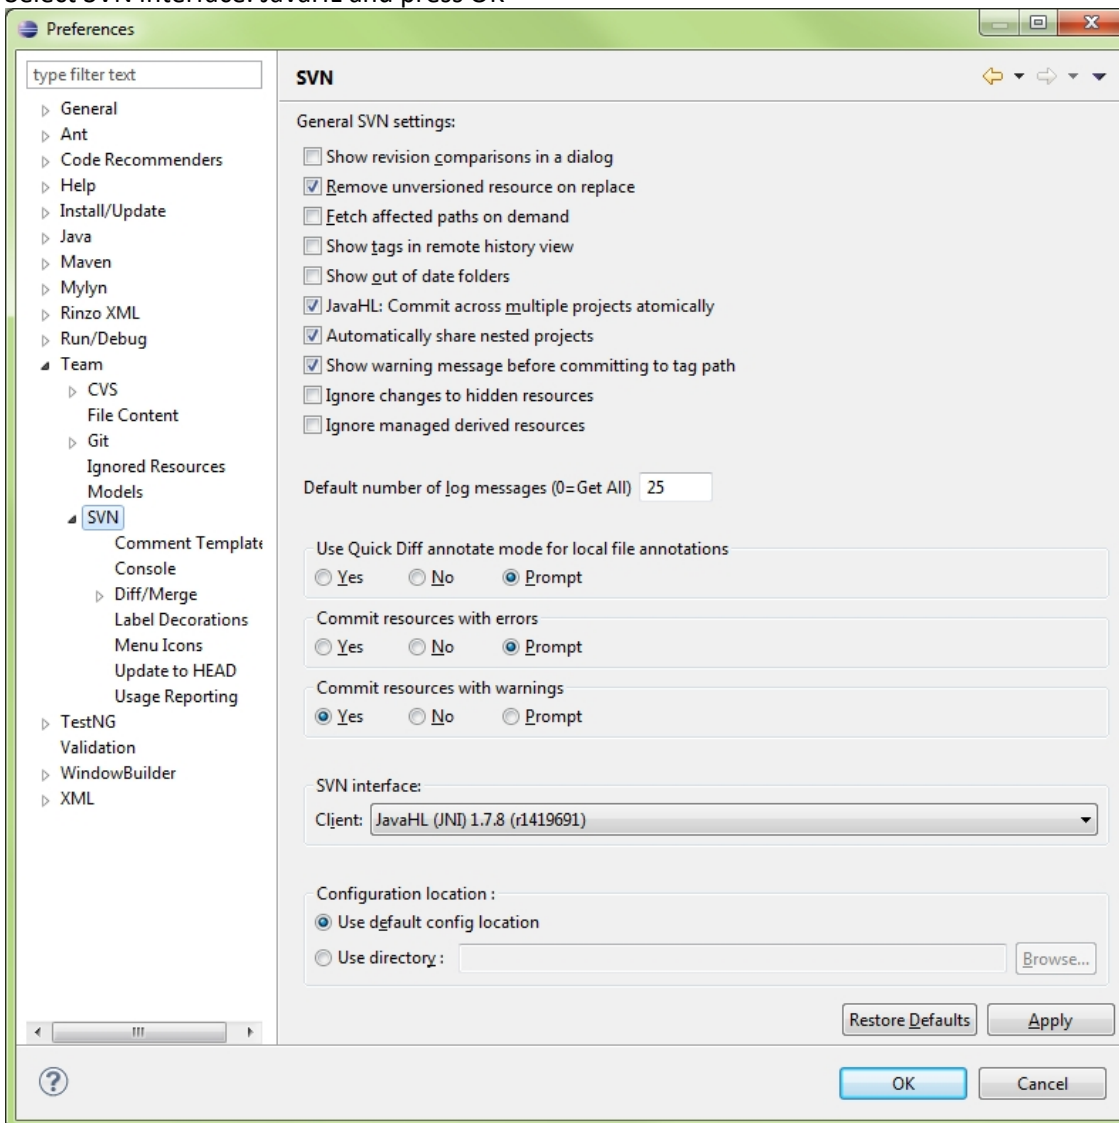 Select SVN interface: JavaHL and press OK
Preferences
type filter text
General
Ant
Code Recommenders
Help
Install/Update
Java
Maven
Mylyn
Rinzo XML
Run/Debug
Team
CVS
File Content
Git
Ignored Resources
Models
SVN
Comment Template
Console
Diff/Merge
Label Decorations
Menu Icons
Update to HEAD
Usage Reporting
TestNG
Validation
WindowBuilder
XML
SVN
General SVN settings:
Show revision comparisons in a dialog
Remove unversioned resource on replace
Fetch affected paths on demand
Show tags in remote history view
Show out of date folders
JavaHL: Commit across multiple projects atomically
Automatically share nested projects
Show warning message before committing to tag path
Ignore changes to hidden resources
Ignore managed derived resources
Default number of log messages (0=Get All) 25
Use Quick Diff annotate mode for local file annotations
Yes No Prompt
Commit resources with errors
Yes No Prompt
Commit resources with warnings
Yes No Prompt
SVN interface:
Client: JavaHL (JNI) 1.7.8 (r1419691)
Configuration location :
Use default config location
Use directory : Browse...
Restore Defaults Apply
OK Cancel